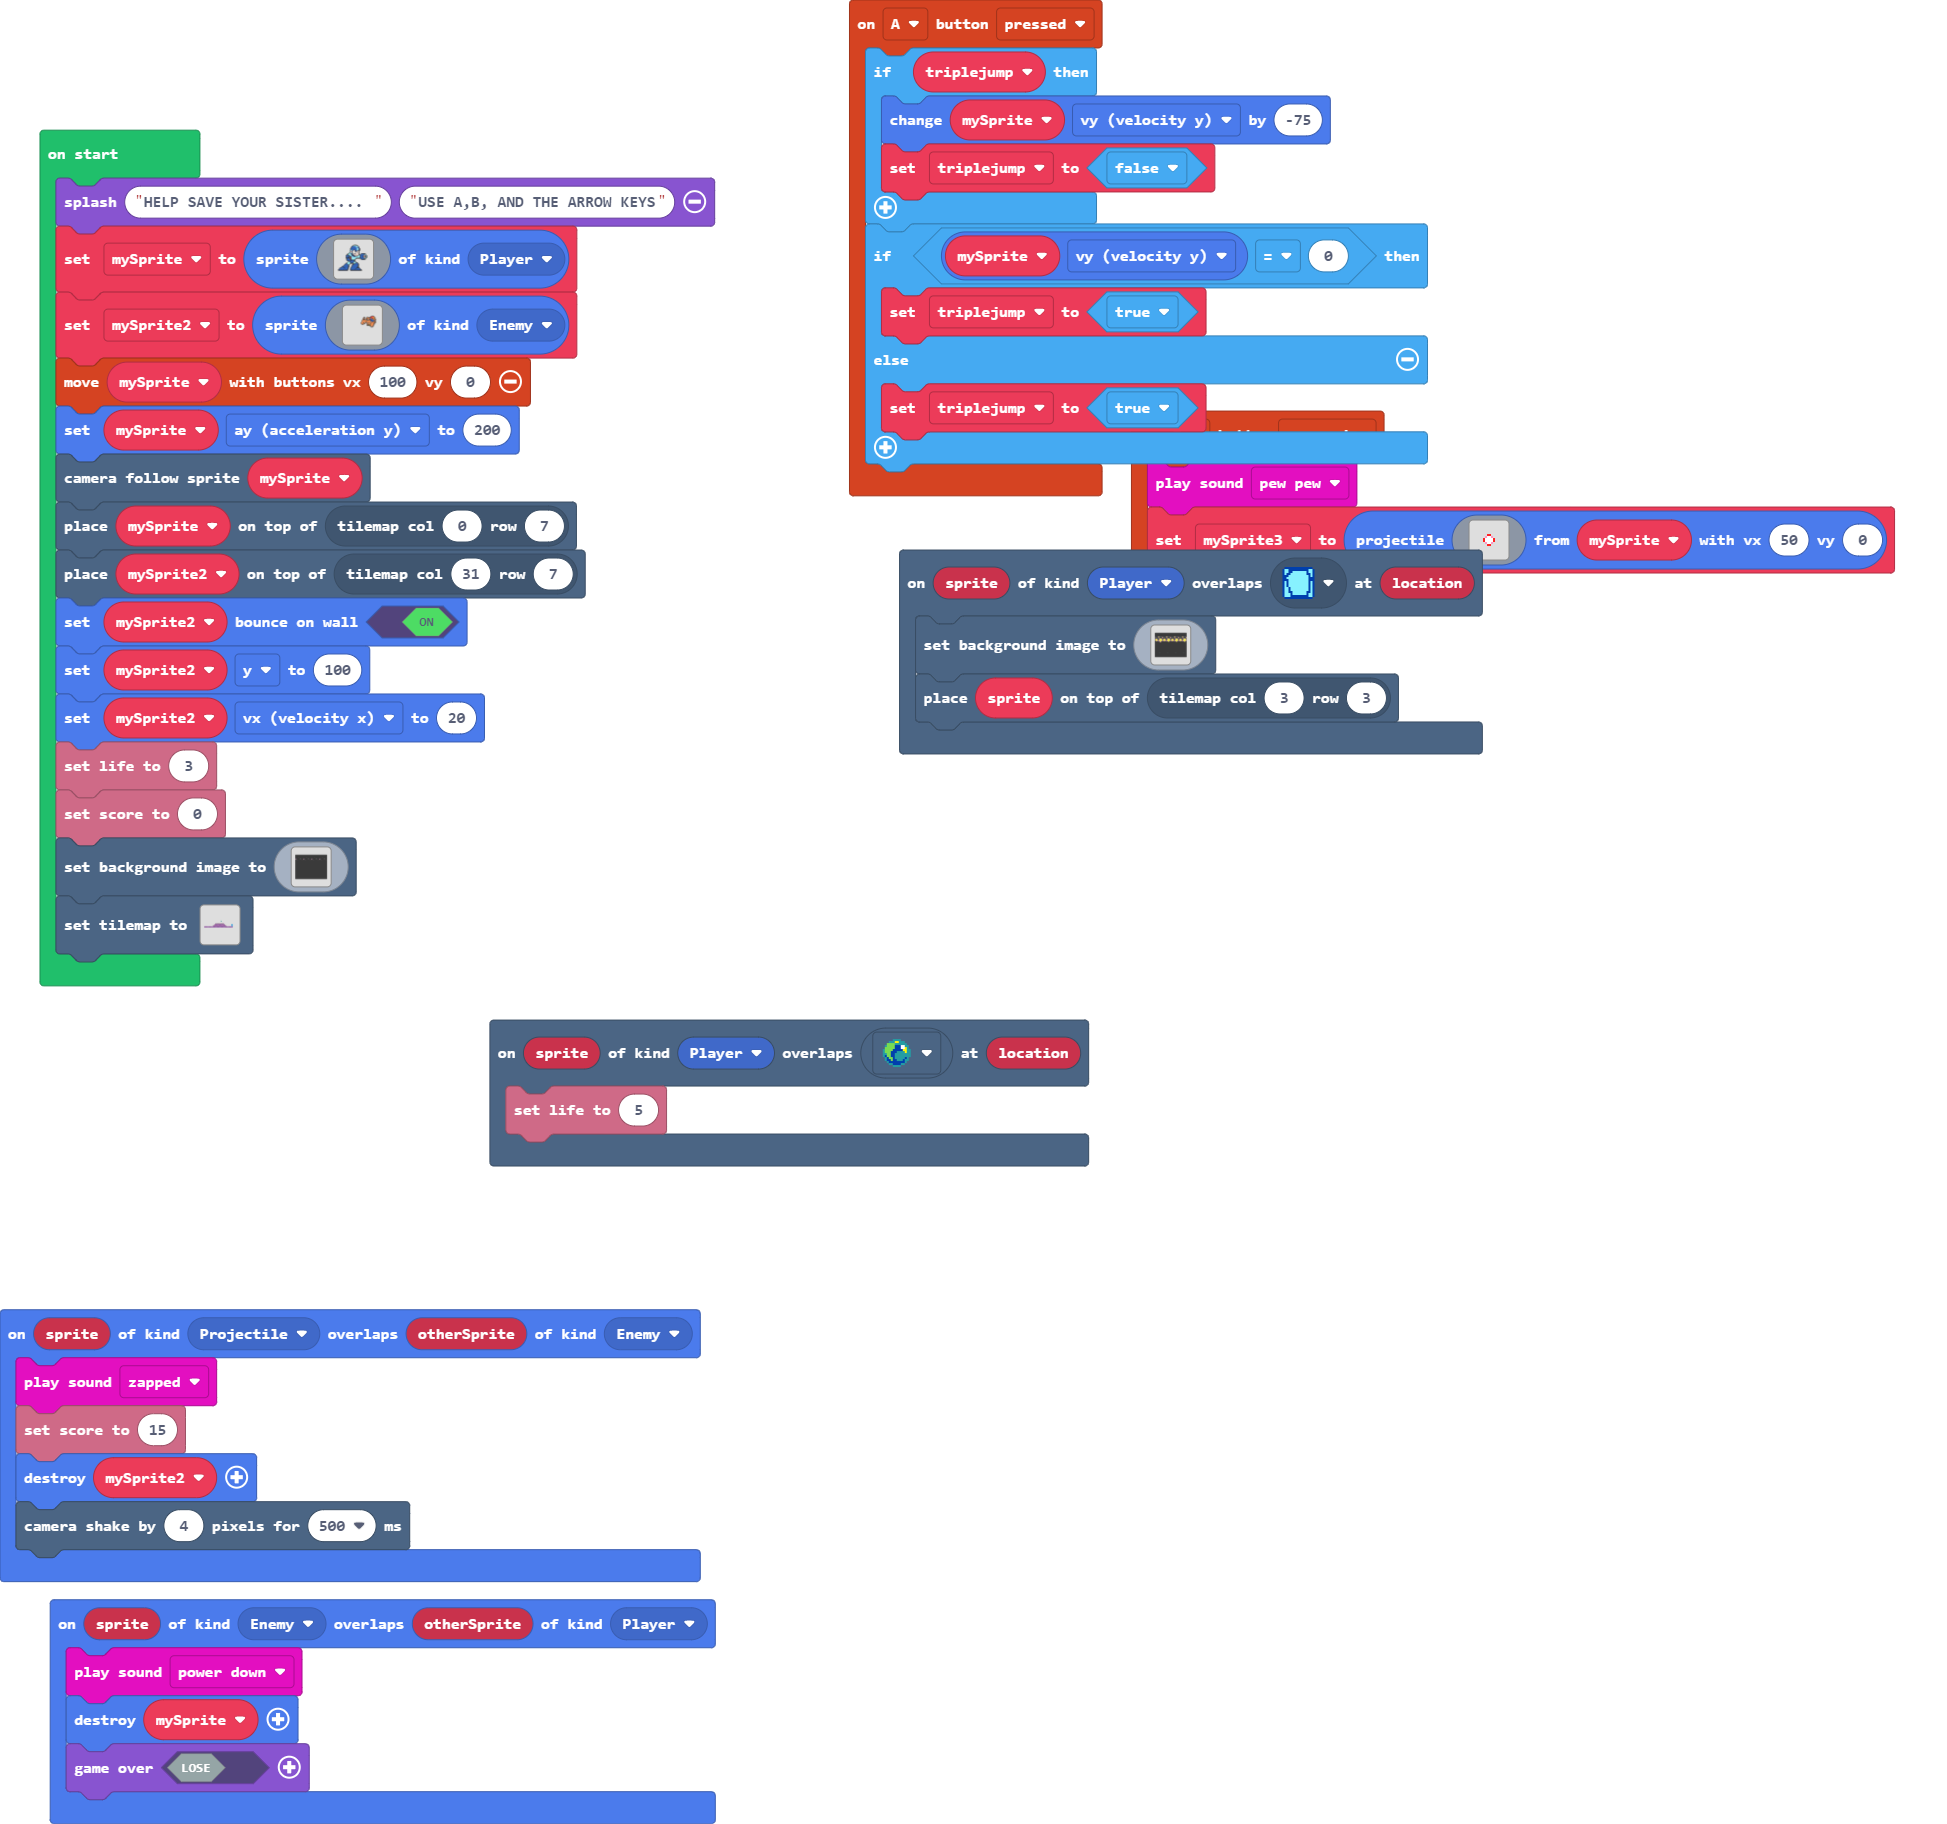 on start
splash "HELP SAVE YOUR SISTER.... " "USE A,B, AND THE ARROW KEYS"
set mySprite to sprite of kind Player
set mySprite2 to sprite of kind Enemy
move mySprite with buttons vx 100 vy 0
set mySprite ay (acceleration y) to 200
camera follow sprite mySprite
place mySprite on top of tilemap col 0 row 7
place mySprite2 on top of tilemap col 31 row 7
set mySprite2 bounce on wall ON
set mySprite2 y to 100
set mySprite2 vx (velocity x) to 20
set life to 3
set score to 0
set background image to
set tilemap to
on A button pressed
if triplejump then
change mySprite vy (velocity y) by -75
set triplejump to false
if mySprite vy (velocity y) = 0 then
set triplejump to true
else
set triplejump to true
play sound pew pew
set mySprite3 to projectile from mySprite with vx 50 vy 0
on sprite of kind Player overlaps at location
set background image to
place sprite on top of tilemap col 3 row 3
on sprite of kind Player overlaps at location
set life to 5
on sprite of kind Projectile overlaps otherSprite of kind Enemy
play sound zapped
set score to 15
destroy mySprite2
camera shake by 4 pixels for 500 ms
on sprite of kind Enemy overlaps otherSprite of kind Player
play sound power down
destroy mySprite
game over LOSE